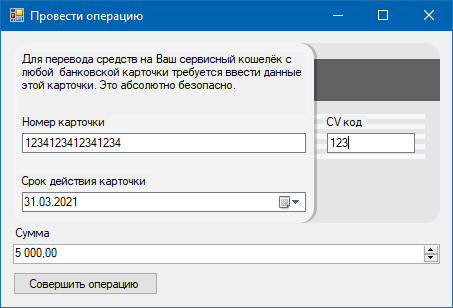 Провести операцию
Для перевода средств на Ваш сервисный кошелёк с
любой банковской карточки требуется ввести данные
этой карточки. Это абсолютно безопасно.
Номер карточки
CV код
1234123412341234
123
Срок действия карточки
31.03.2021
Сумма
5 000,00
Совершить операцию